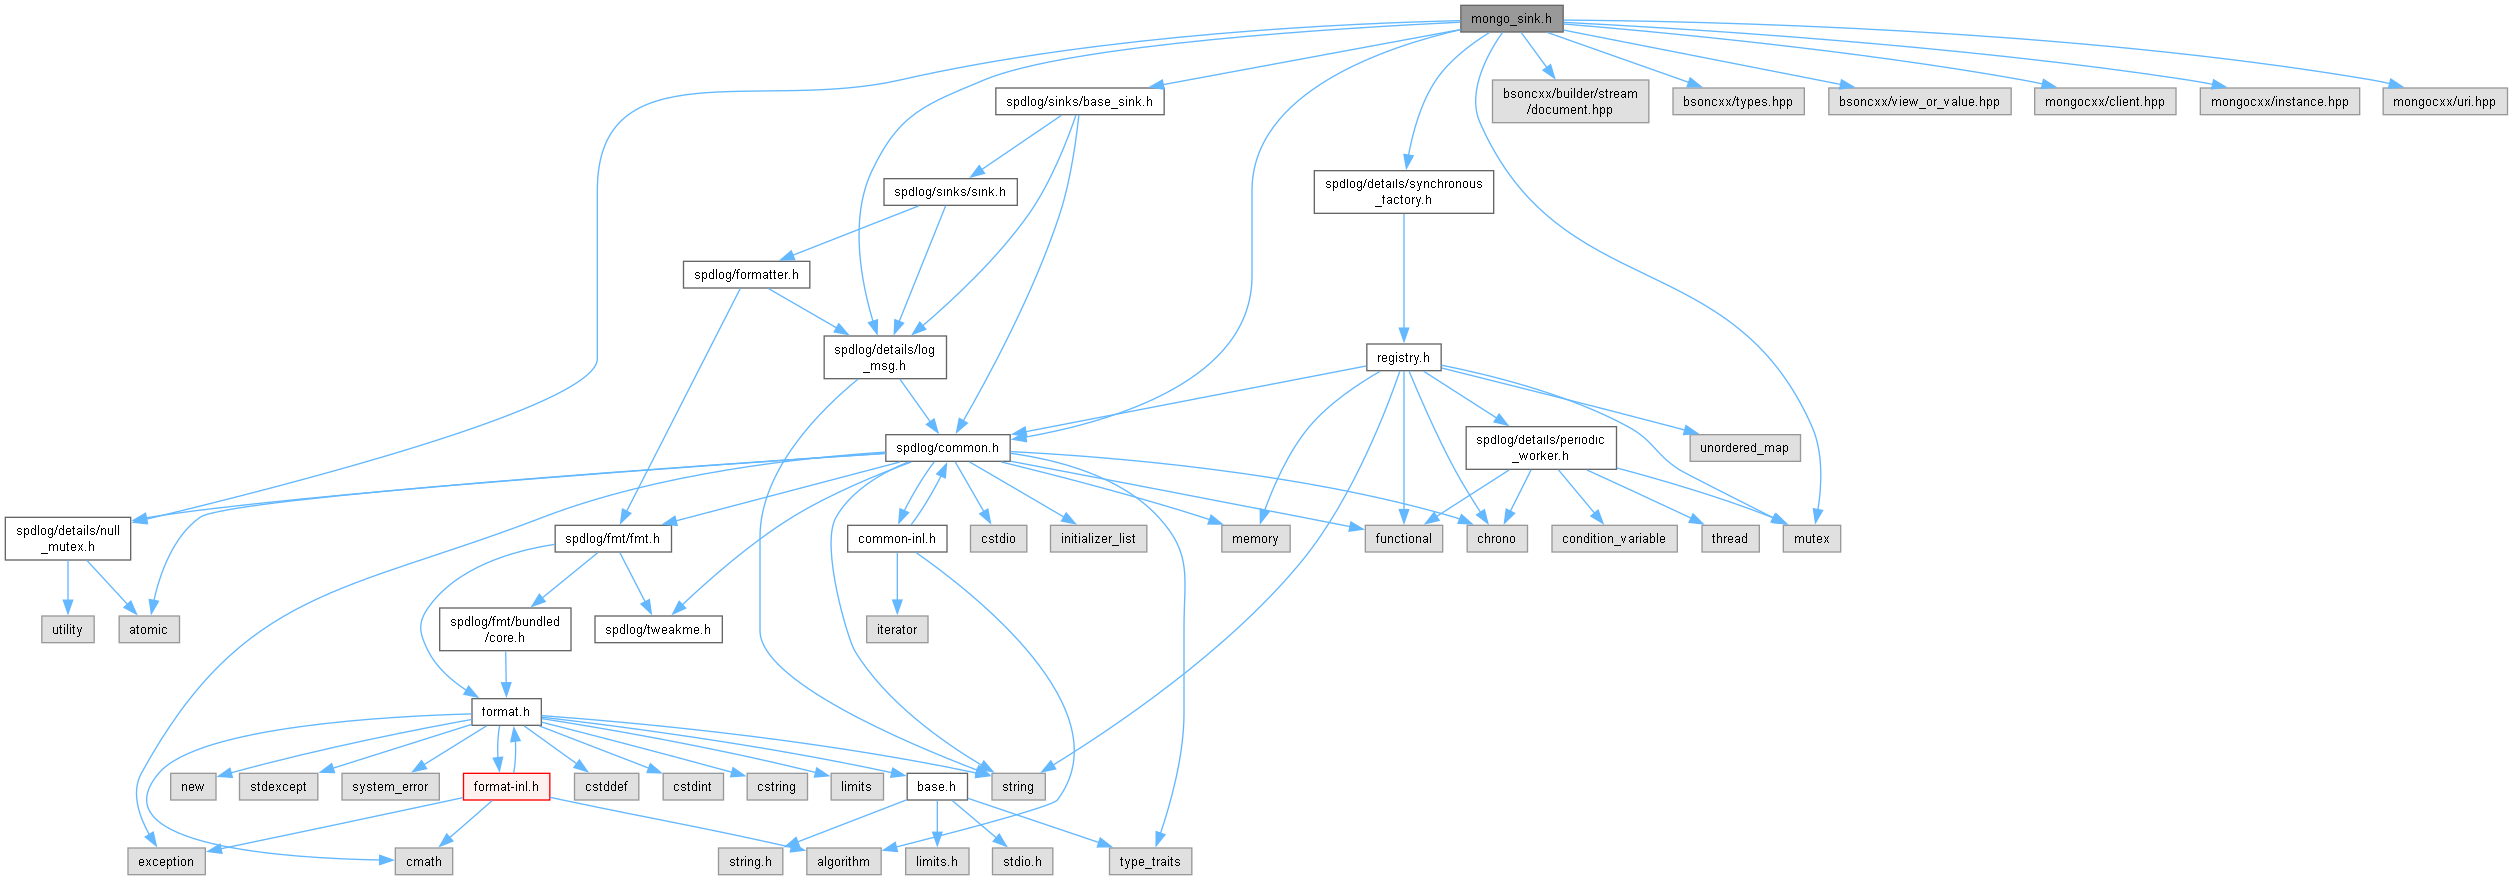 mongo_sink.h
bsoncxx/builder/stream
/document.hpp
bsoncxx/types.hpp
bsoncxx/view_or_value.hpp
mongocxx/client.hpp
mongocxx/instance.hpp
mongocxx/uri.hpp
spdlog/sinks/base_sink.h
spdlog/sinks/sink.h
spdlog/details/synchronous
_factory.h
spdlog/formatter.h
spdlog/details/log
_msg.h
registry.h
spdlog/common.h
spdlog/details/periodic
_worker.h
unordered_map
spdlog/details/null
_mutex.h
spdlog/fmt/fmt.h
common-inl.h
cstdio
initializer_list
memory
functional
chrono
condition_variable
thread
mutex
utility
atomic
spdlog/fmt/bundled
/core.h
spdlog/tweakme.h
iterator
format.h
new
stdexcept
system_error
format-inl.h
cstddef
cstdint
cstring
limits
base.h
string
exception
cmath
string.h
algorithm
limits.h
stdio.h
type_traits